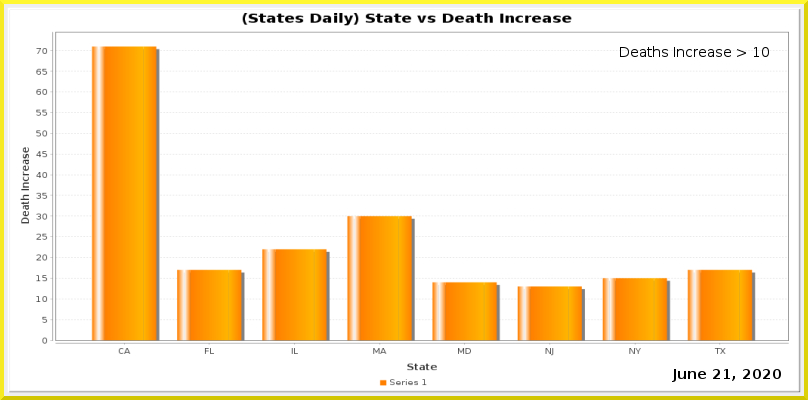 (States Daily) State vs Death Increase
Deaths Increase > 10
Death Increase
70
65
60
55
50
45
40
35
30
25
20
15
10
5
0
CA FL IL MA MD NJ NY TX
State
Series 1
June 21, 2020